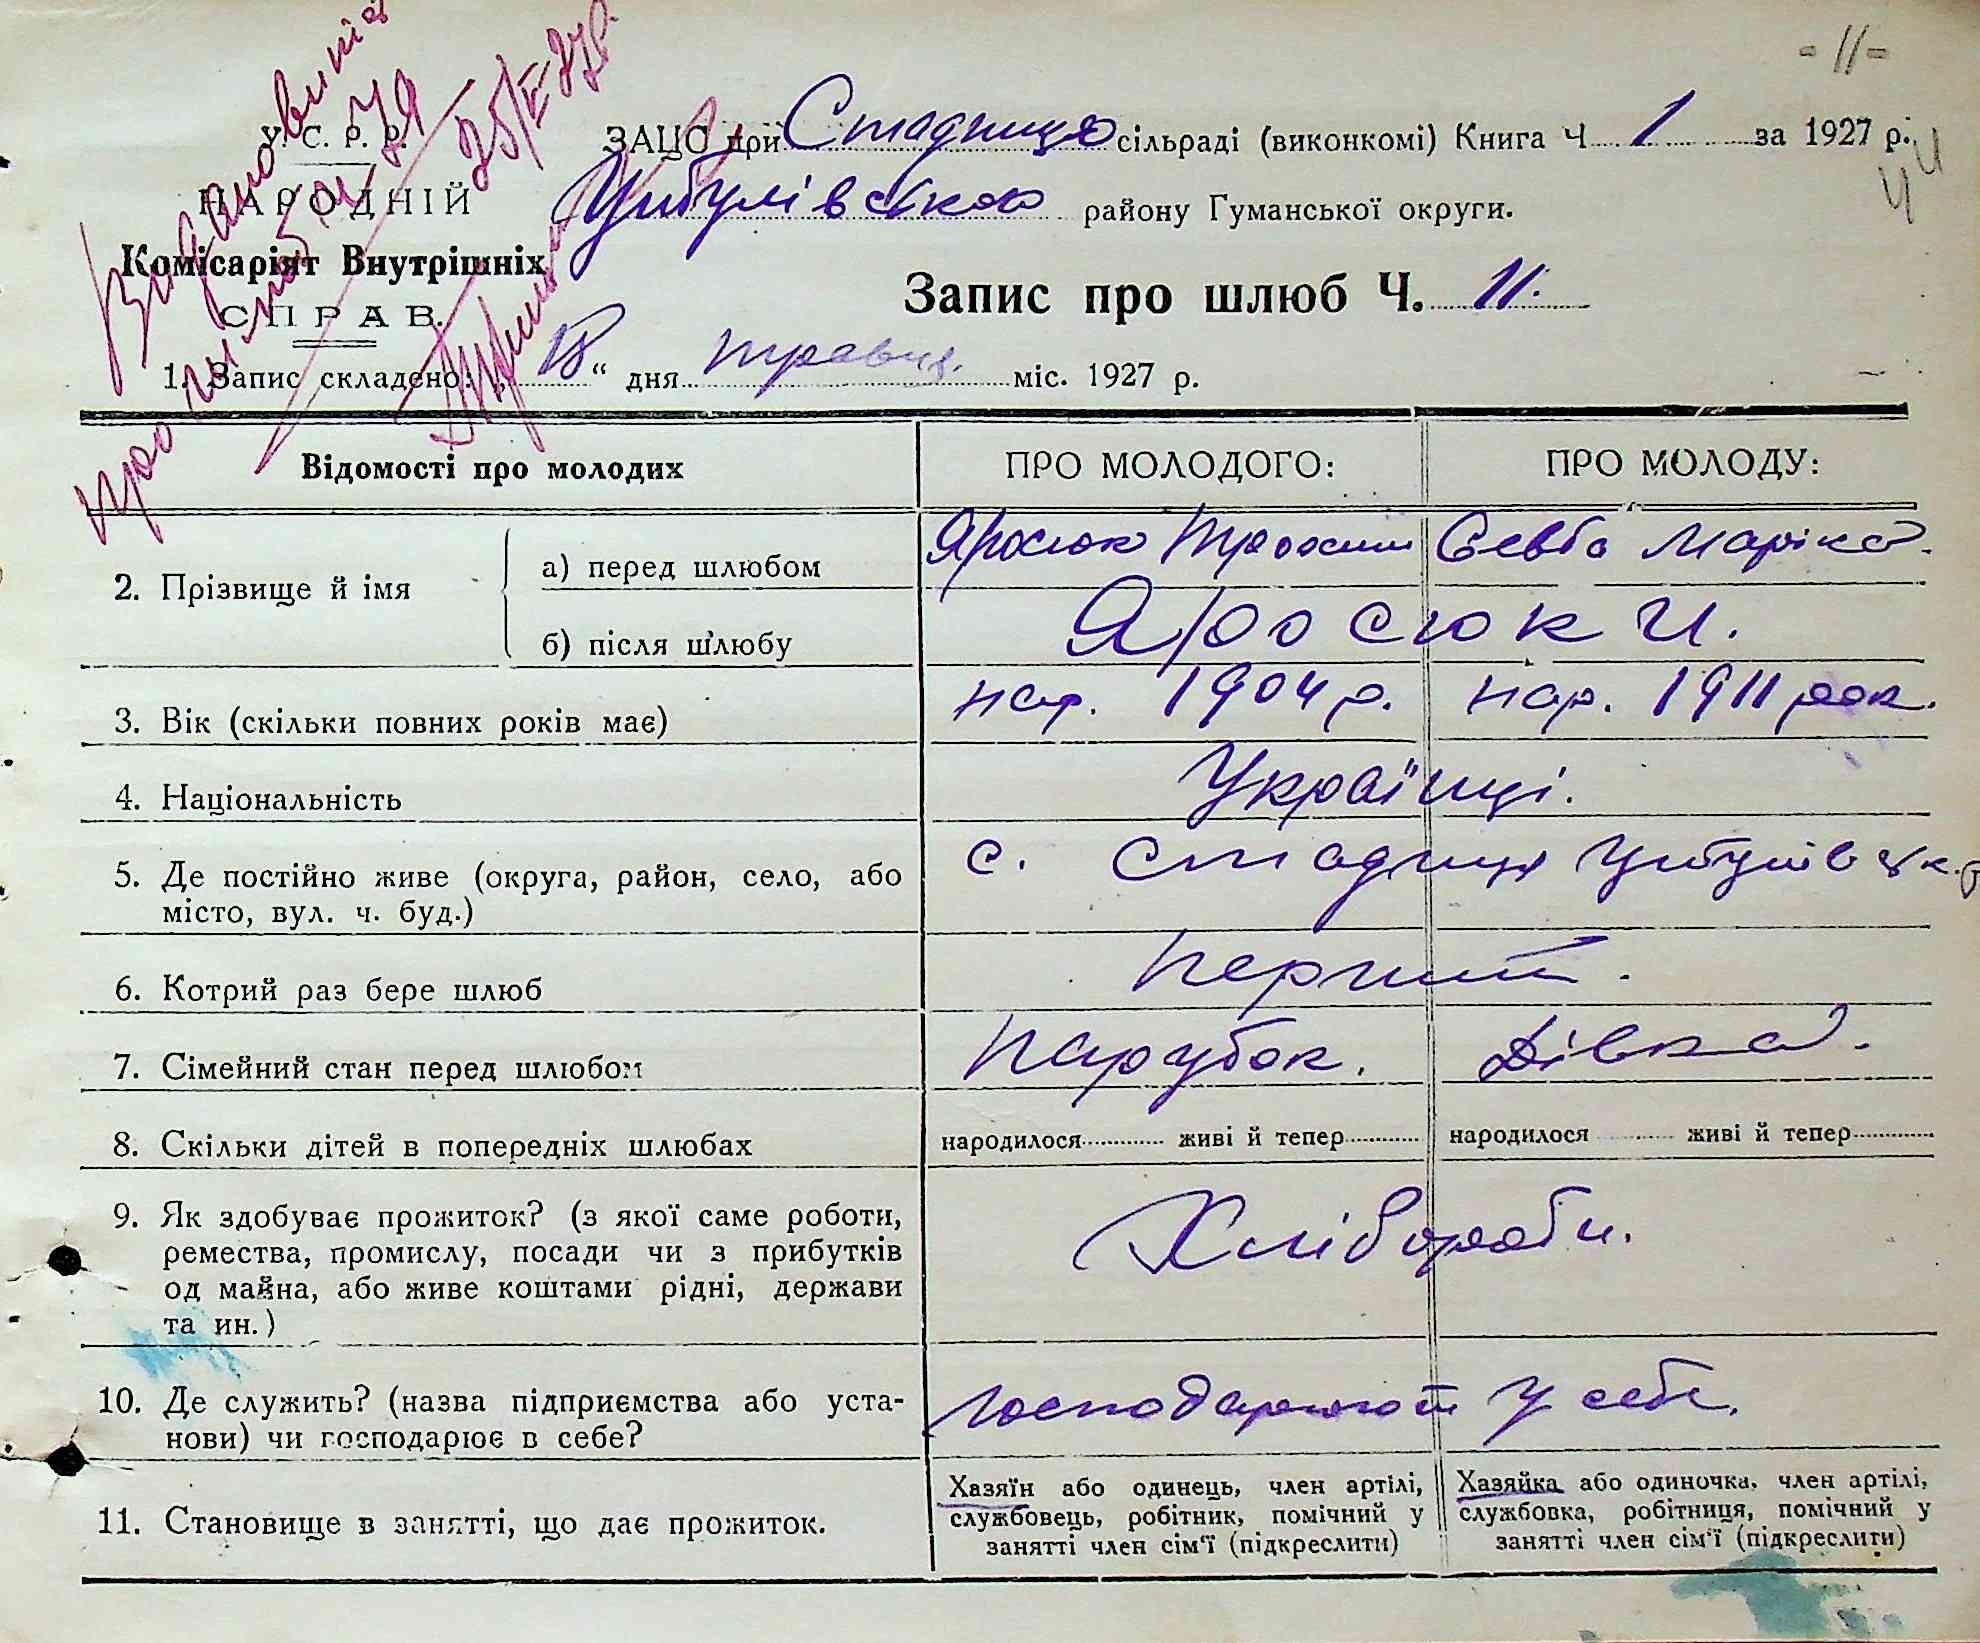 - 11 -
У. С. Р. Р.
НАРОДНІЙ
Комісаріят Внутрішніх
СПРАВ.
ЗАЦС при Стадниця сільраді (виконкомі) Книга Ч 1 за 1927 р.
Цибулівською району Гуманської округи.
Запис про шлюб Ч. 11.
1. Запис складено: „ 18 “ дня травця. міс. 1927 р.
Відомості про молодих
ПРО МОЛОДОГО:
ПРО МОЛОДУ:
2. Прізвище й імя
а) перед шлюбом
Яросюк
Маріка.
б) після шлюбу
Яросюки.
3. Вік (скільки повних років має)
нар. 1904 р.
нар. 1911 рок.
4. Національність
Українці.
5. Де постійно живе (округа, район, село, або
місто, вул. ч. буд.)
с. Стадниця
6. Котрий раз бере шлюб
Перший.
7. Сімейний стан перед шлюбом
Парубок.
Дівка.
8. Скільки дітей в попередніх шлюбах
народилося живі й тепер
народилося живі й тепер
9. Як здобуває прожиток? (з якої саме роботи,
ремества, промислу, посади чи з прибутків
од майна, або живе коштами рідні, держави
та ин.)
Хлібороби.
10. Де служить? (назва підприємства або уста-
нови) чи господарює в себе?
Господарюють у себе.
11. Становище в занятті, що дає прожиток.
Хазяїн або одинець, член артілі,
службовець, робітник, помічний у
занятті член сім'ї (підкреслити)
Хазяйка або одиночка, член артілі,
службовка, робітниця, помічний у
занятті член сім'ї (підкреслити)